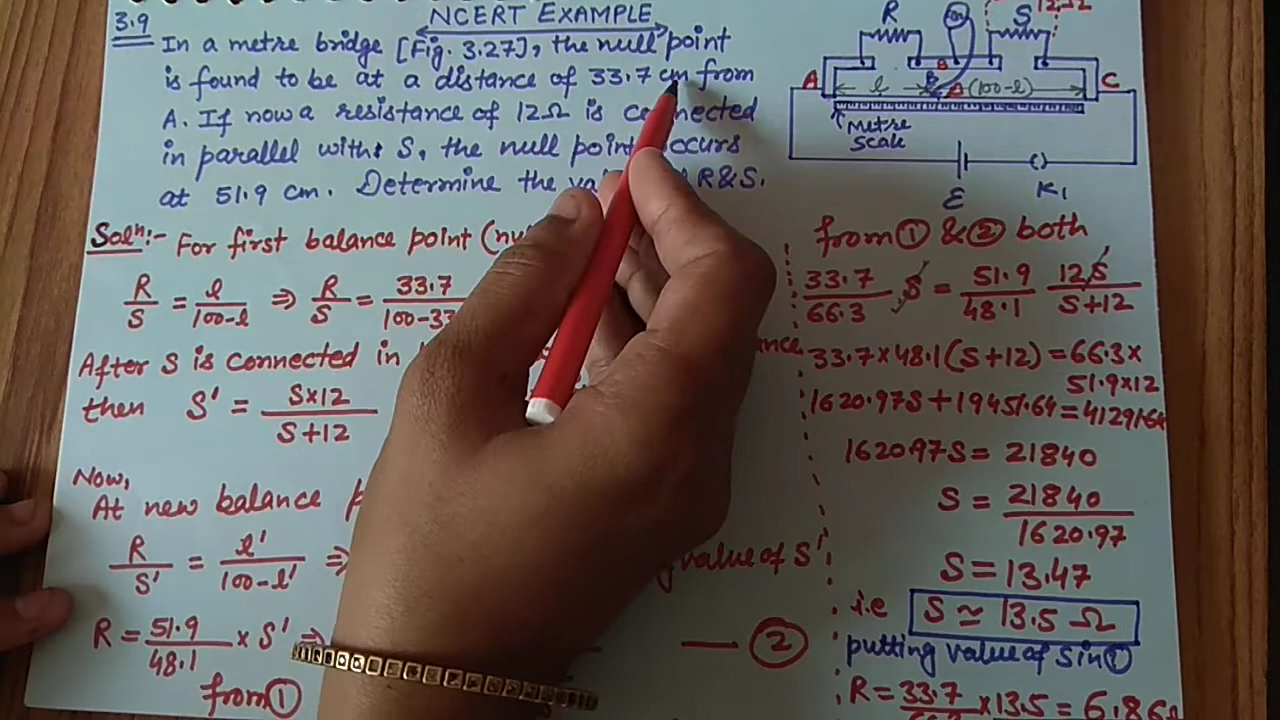 NCERT EXAMPLE
3.9
In a metre bridge [Fig. 3.27], the null point
is found to be at a distance of 33.7 cm from
A. If now a resistance of 12Ω is connected
in parallel with S, the null point occurs
at 51.9 cm. Determine the R&S.
R S 12Ω
A B C
l (100-l)
Metre
Scale
E K1
Solⁿ:- For first balance point
R/S = l/100-l ⇒ R/S = 33.7/100-33
After S is connected in
then S' = S×12/S+12
Now,
At new balance
R/S' = l'/100-l' ⇒ value of S'
R = 51.9/48.1 × S' ⇒ — ②
from ①
from ① & ② both
33.7/66.3 S = 51.9/48.1 12S/S+12
33.7×48.1(S+12) = 66.3×
51.9×12
1620.97S + 19451.64 = 4129164
1620.97S = 21840
S = 21840/1620.97
S = 13.47
i.e S ≃ 13.5 Ω
putting value of S in ①
R = 33.7 ×13.5 = 6.86Ω